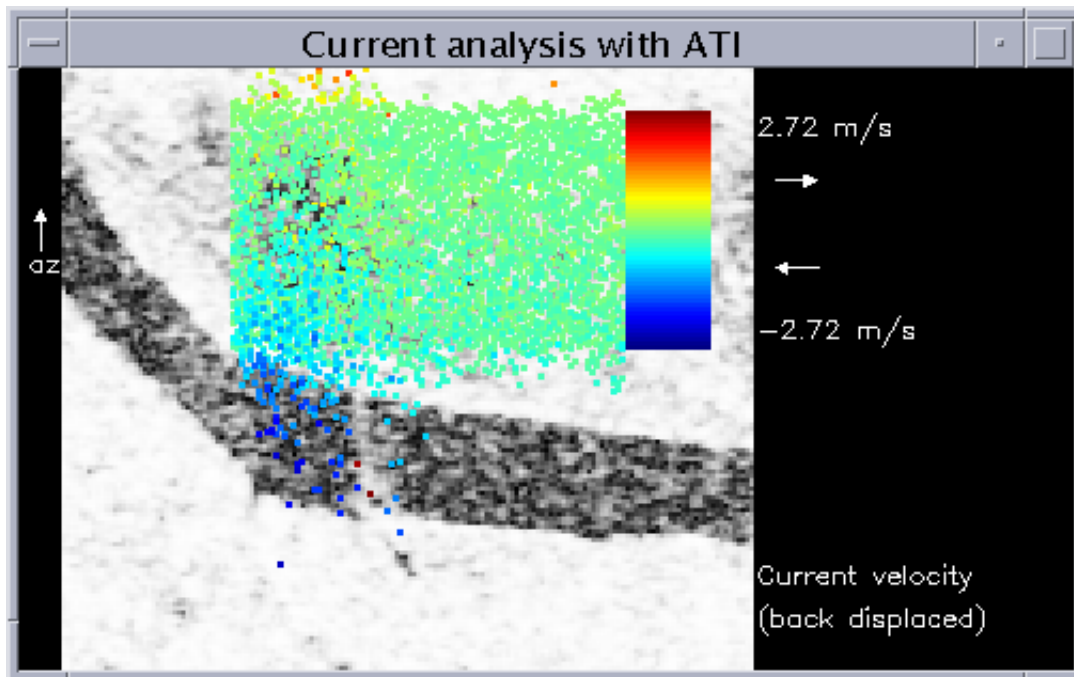 Current analysis with ATI
2.72 m/s
az
−2.72 m/s
Current velocity
(back displaced)